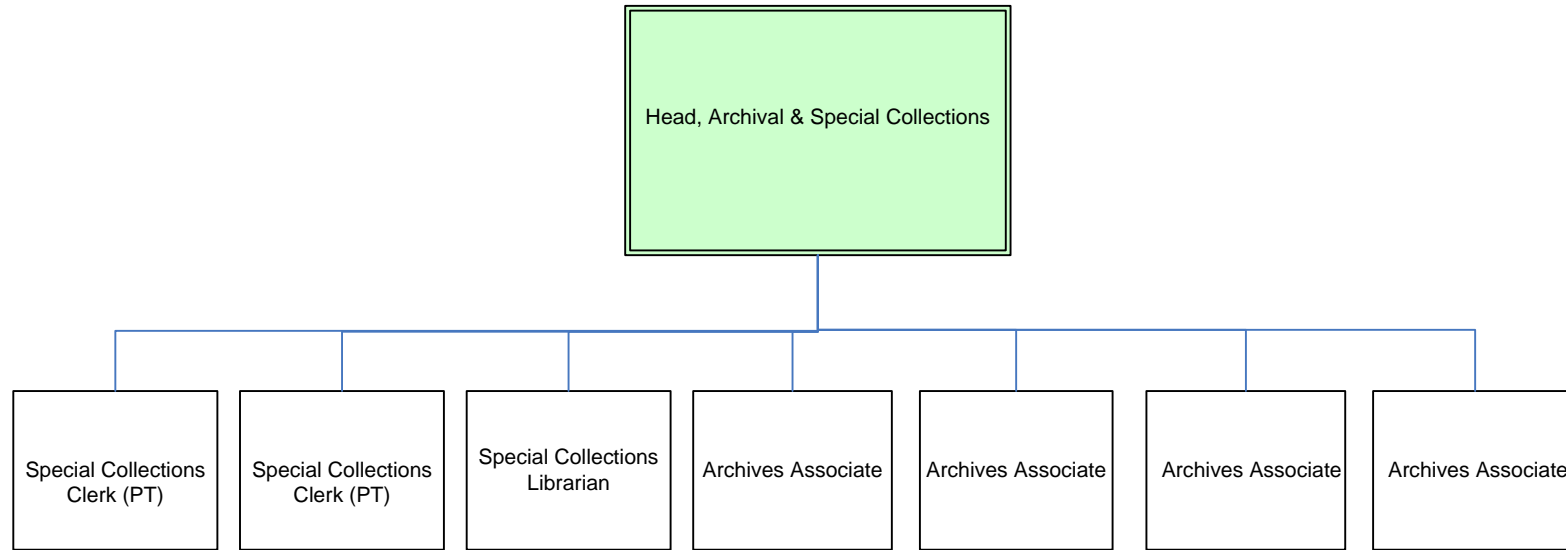 Head, Archival & Special Collections
Special Collections
Clerk (PT)
Special Collections
Clerk (PT)
Special Collections
Librarian
Archives Associate
Archives Associate
Archives Associate
Archives Associate